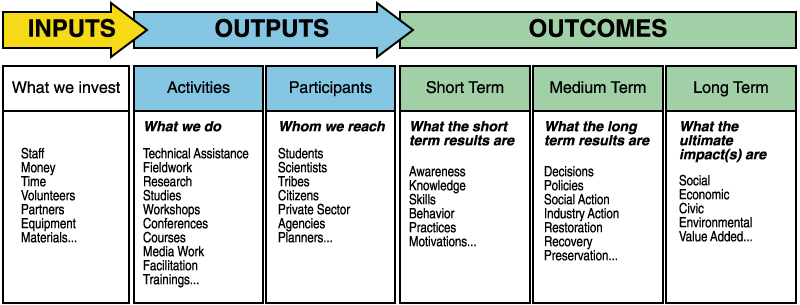 INPUTS
OUTPUTS
OUTCOMES
What we invest
Staff
Money
Time
Volunteers
Partners
Equipment
Materials...
Activities
What we do
Technical Assistance
Fieldwork
Research
Studies
Workshops
Conferences
Courses
Media Work
Facilitation
Trainings...
Participants
Whom we reach
Students
Scientists
Tribes
Citizens
Private Sector
Agencies
Planners...
Short Term
What the short
term results are
Awareness
Knowledge
Skills
Behavior
Practices
Motivations...
Medium Term
What the long
term results are
Decisions
Policies
Social Action
Industry Action
Restoration
Recovery
Preservation...
Long Term
What the
ultimate
impact(s) are
Social
Economic
Civic
Environmental
Value Added...